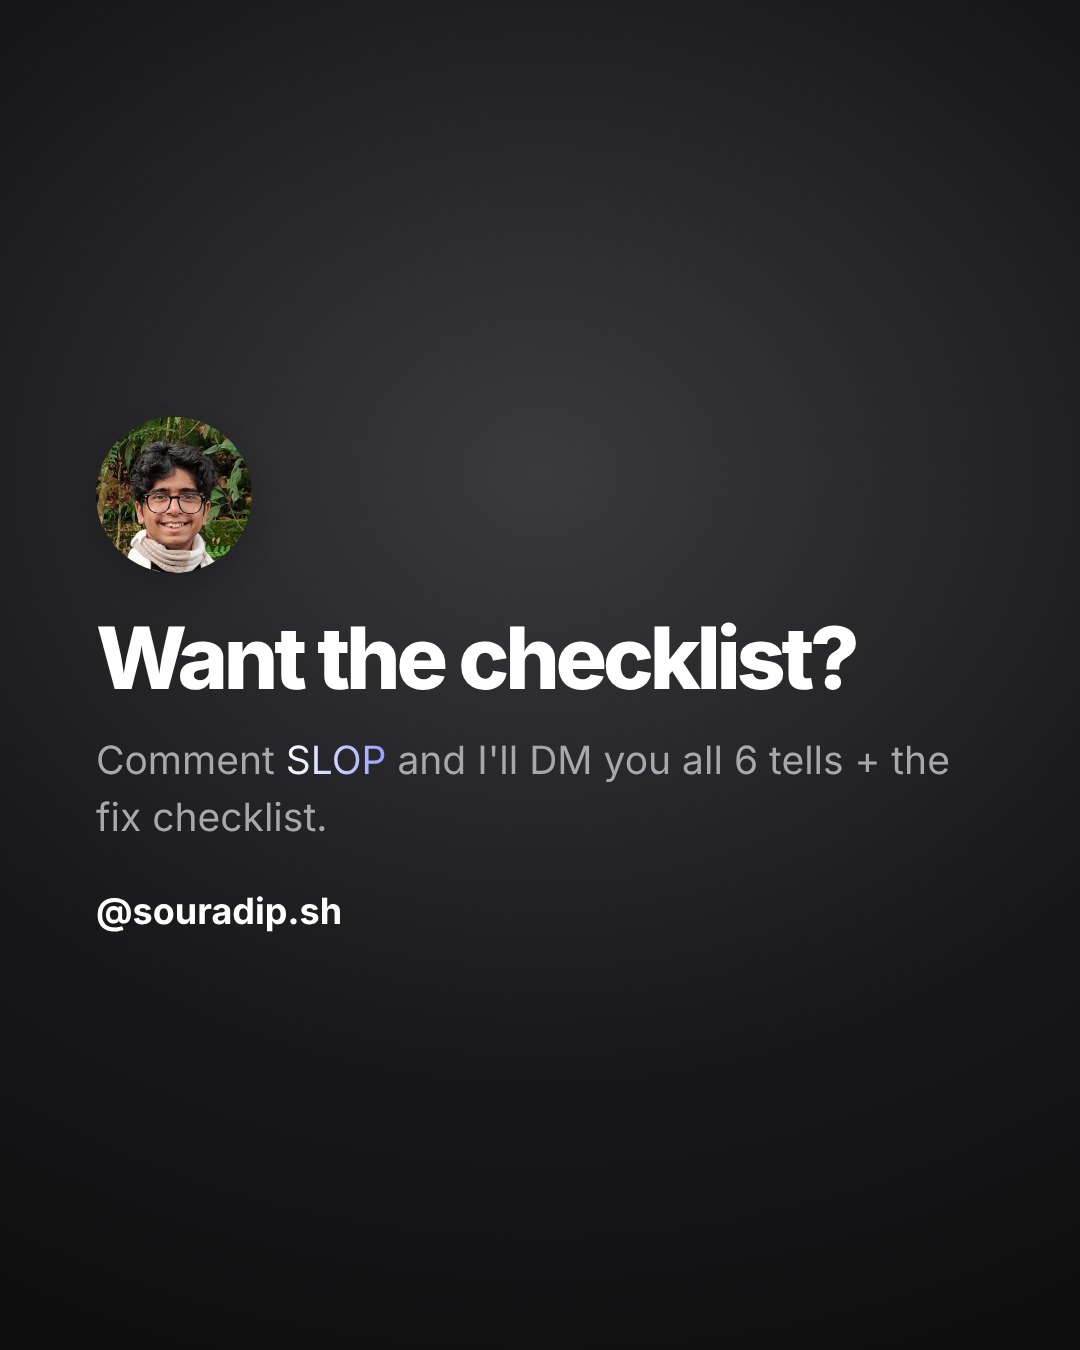 Want the checklist?
Comment SLOP and I'll DM you all 6 tells + the
fix checklist.
@souradip.sh